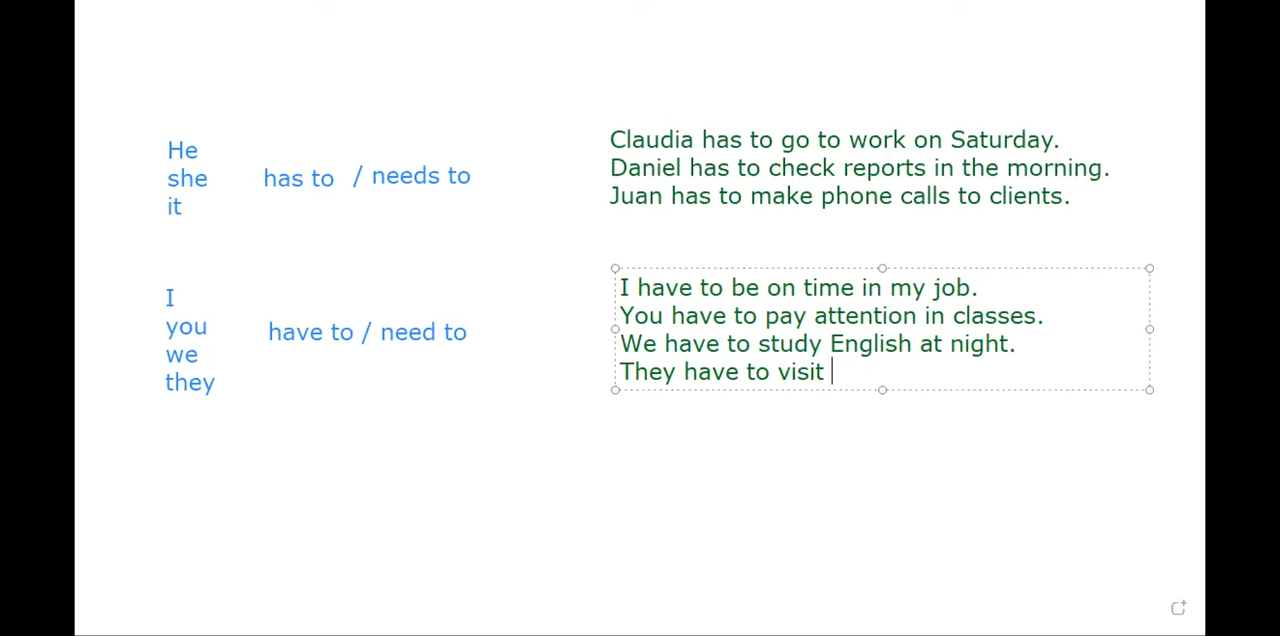 He
she
it
has to / needs to
Claudia has to go to work on Saturday.
Daniel has to check reports in the morning.
Juan has to make phone calls to clients.
I
you
we
they
have to / need to
I have to be on time in my job.
You have to pay attention in classes.
We have to study English at night.
They have to visit